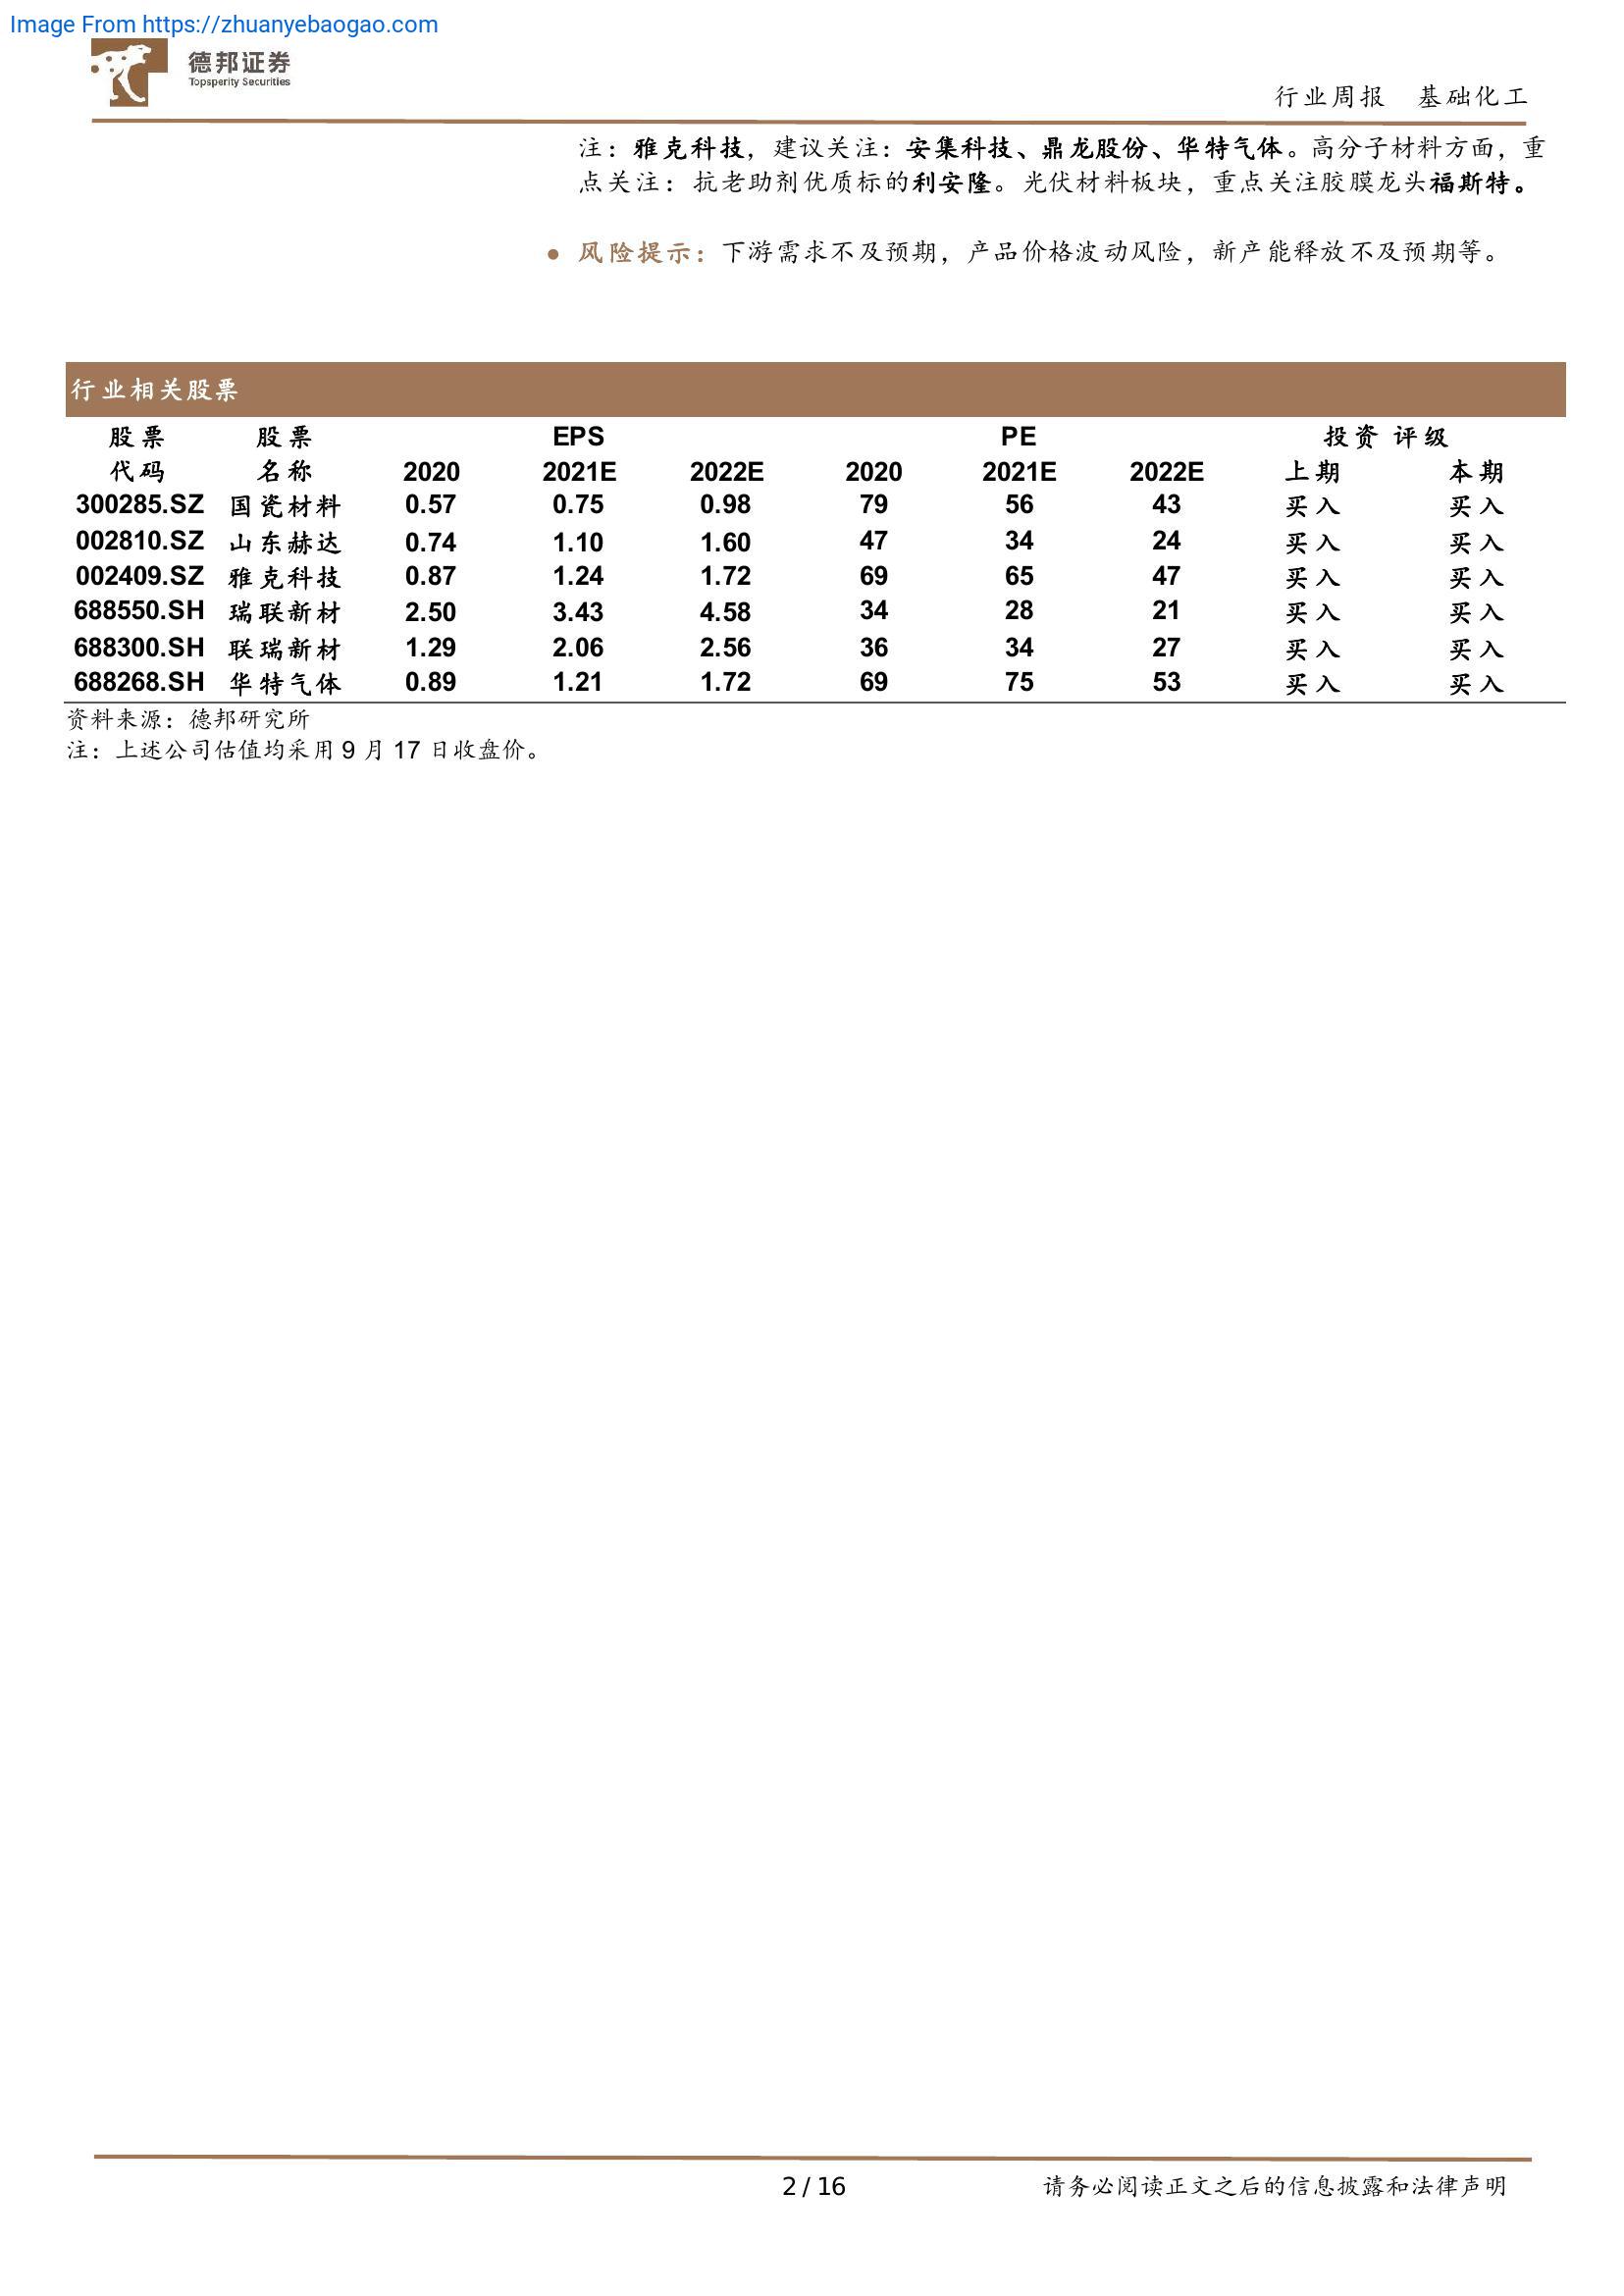 Image From https://zhuanyebaogao.com
德邦证券
Topsperity Securities
行业周报 基础化工
注：雅克科技，建议关注：安集科技、鼎龙股份、华特气体。高分子材料方面，重
点关注：抗老助剂优质标的利安隆。光伏材料板块，重点关注胶膜龙头福斯特。
● 风险提示：下游需求不及预期，产品价格波动风险，新产能释放不及预期等。
行业相关股票
股票 股票 EPS PE 投资评级
代码 名称 2020 2021E 2022E 2020 2021E 2022E 上期 本期
300285.SZ 国瓷材料 0.57 0.75 0.98 79 56 43 买入 买入
002810.SZ 山东赫达 0.74 1.10 1.60 47 34 24 买入 买入
002409.SZ 雅克科技 0.87 1.24 1.72 69 65 47 买入 买入
688550.SH 瑞联新材 2.50 3.43 4.58 34 28 21 买入 买入
688300.SH 联瑞新材 1.29 2.06 2.56 36 34 27 买入 买入
688268.SH 华特气体 0.89 1.21 1.72 69 75 53 买入 买入
资料来源：德邦研究所
注：上述公司估值均采用 9 月 17 日收盘价。
2 / 16 请务必阅读正文之后的信息披露和法律声明